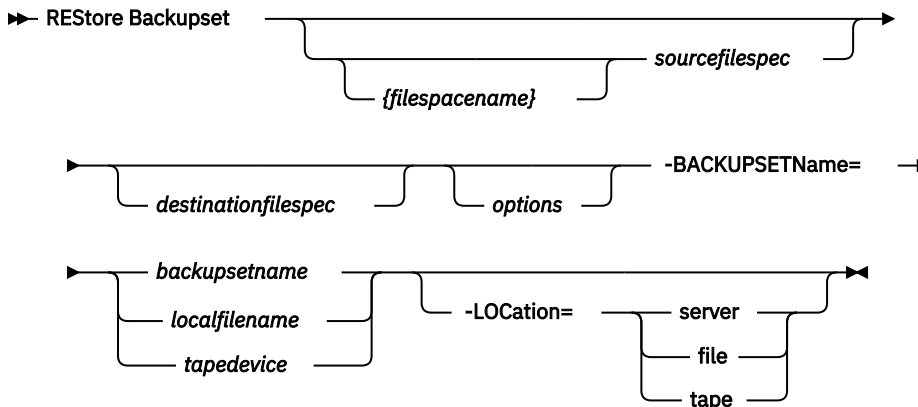 REStore Backupset
sourcefilespec
{filespacename}
-BACKUPSETName=
destinationfilespec
options
backupsetname
localfilename
tapedevice
-LOCation=
server
file
tape